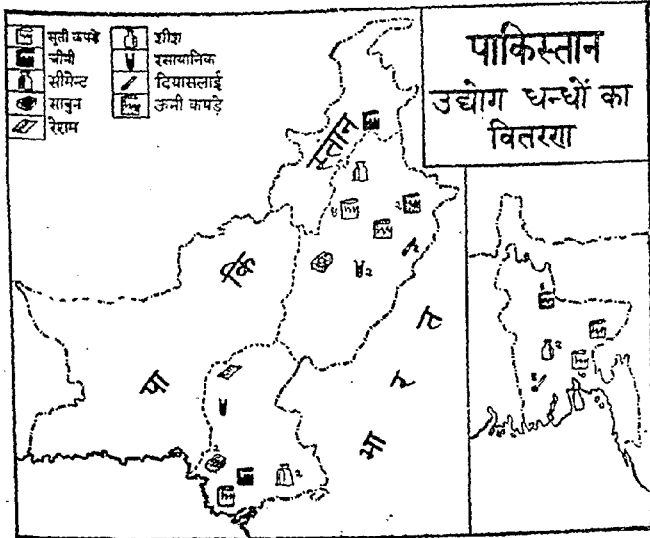 सूती कपड़े
चीनी
सीमेन्ट
साबुन
रेशम
शीशा
रसायनिक
दियासलाई
ऊनी कपड़े
पाकिस्तान
उद्योग धन्धों का
वितरण
पा कि स्तान
भा र त